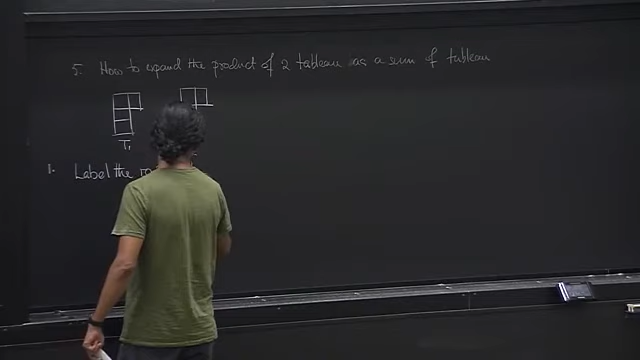 5. How to expand the product of 2 tableau as a sum of tableau
T₁
1. Label the